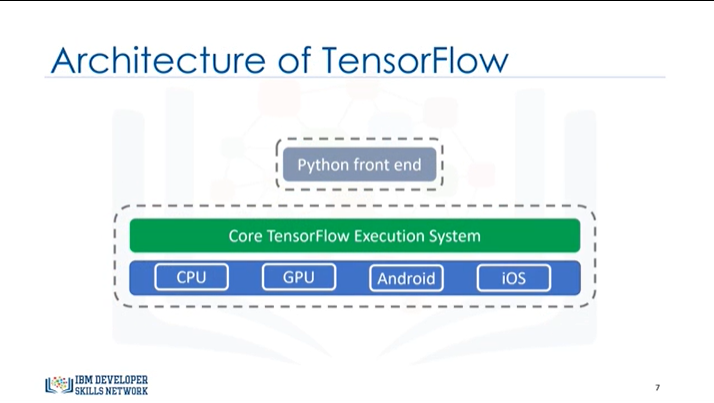 Architecture of TensorFlow
Python front end
Core TensorFlow Execution System
CPU
GPU
Android
iOS
IBM DEVELOPER
SKILLS NETWORK
7